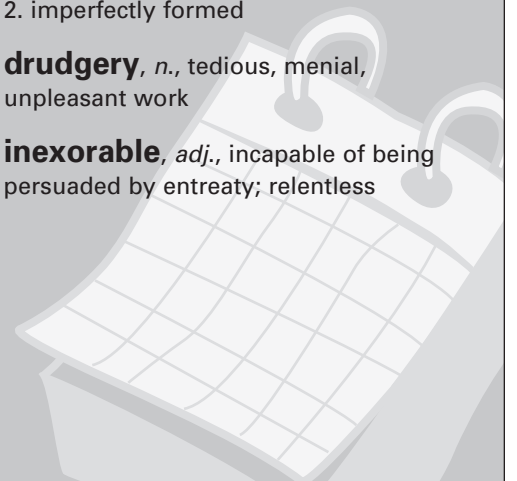 2. imperfectly formed
drudgery, n., tedious, menial,
unpleasant work
inexorable, adj., incapable of being
persuaded by entreaty; relentless